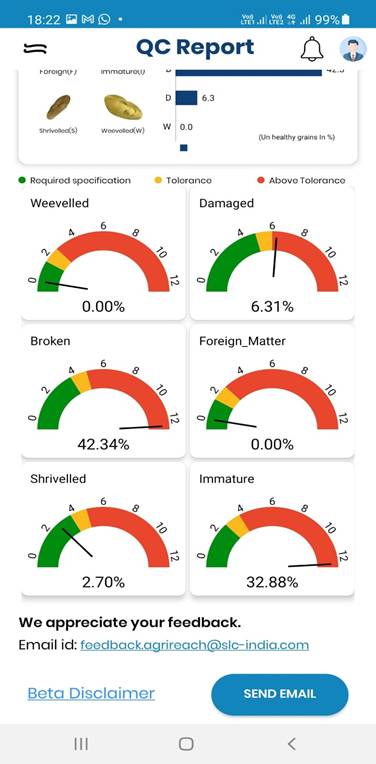 18:22
Vo)) LTE1 Vo)) LTE2 4G 99%
QC Report
Foreign(F) Immature(I)
D 6.3
Shrivelled(S) Weevelled(W)
W 0.0
(Un healthy grains In %)
Required specification Tolerance Above Tolerance
Weevelled Damaged
0 2 4 6 8 10 12 0 2 4 6 8 10 12
0.00% 6.31%
Broken Foreign_Matter
0 2 4 6 8 10 12 0 2 4 6 8 10 12
42.34% 0.00%
Shrivelled Immature
0 2 4 6 8 10 12 0 2 4 6 8 10 12
2.70% 32.88%
We appreciate your feedback.
Email id: feedback.agrireach@slc-india.com
Beta Disclaimer SEND EMAIL